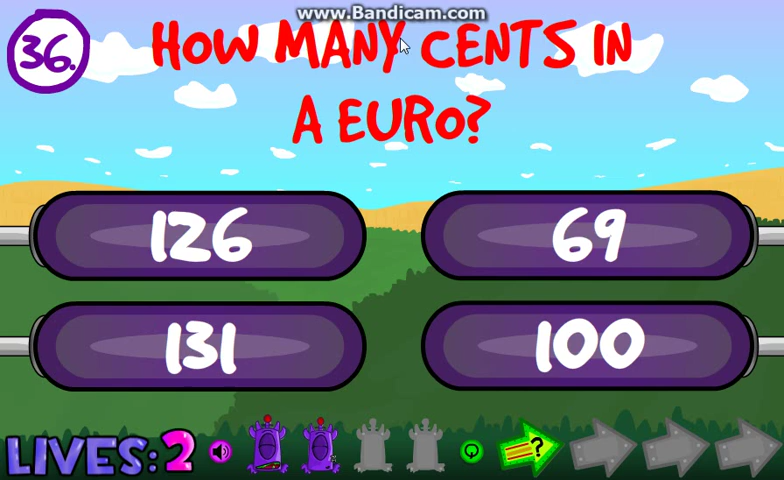 www.Bandicam.com
36.
HOW MANY CENTS IN
A EURO?
126
69
131
100
LIVES: 2
?